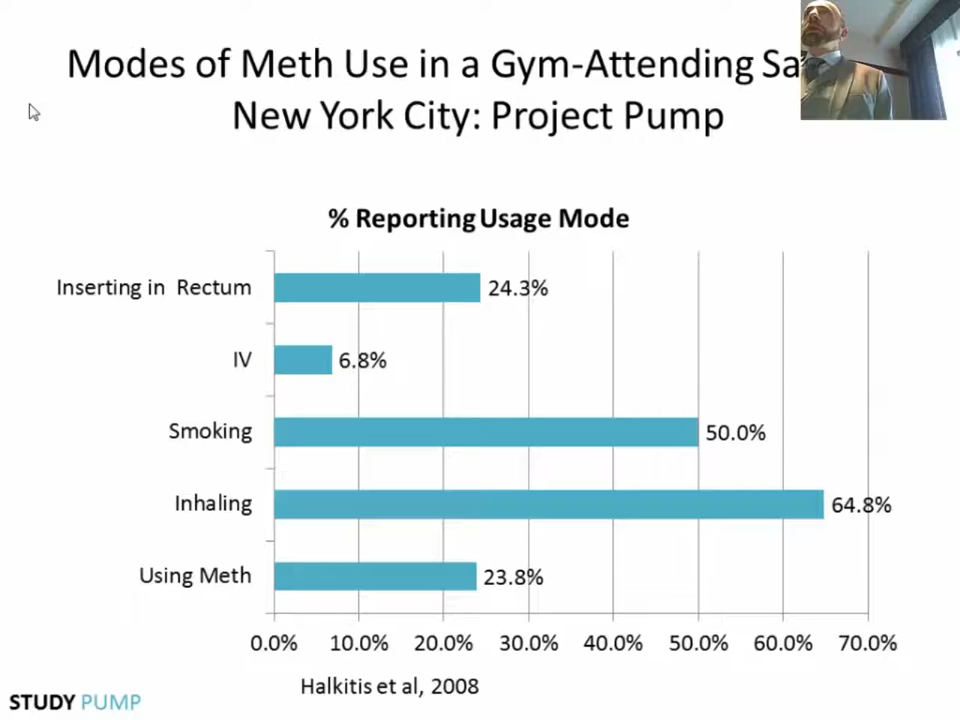 Modes of Meth Use in a Gym-Attending
New York City: Project Pump
% Reporting Usage Mode
Inserting in Rectum 24.3%
IV 6.8%
Smoking 50.0%
Inhaling 64.8%
Using Meth 23.8%
0.0% 10.0% 20.0% 30.0% 40.0% 50.0% 60.0% 70.0%
Halkitis et al, 2008
STUDY PUMP